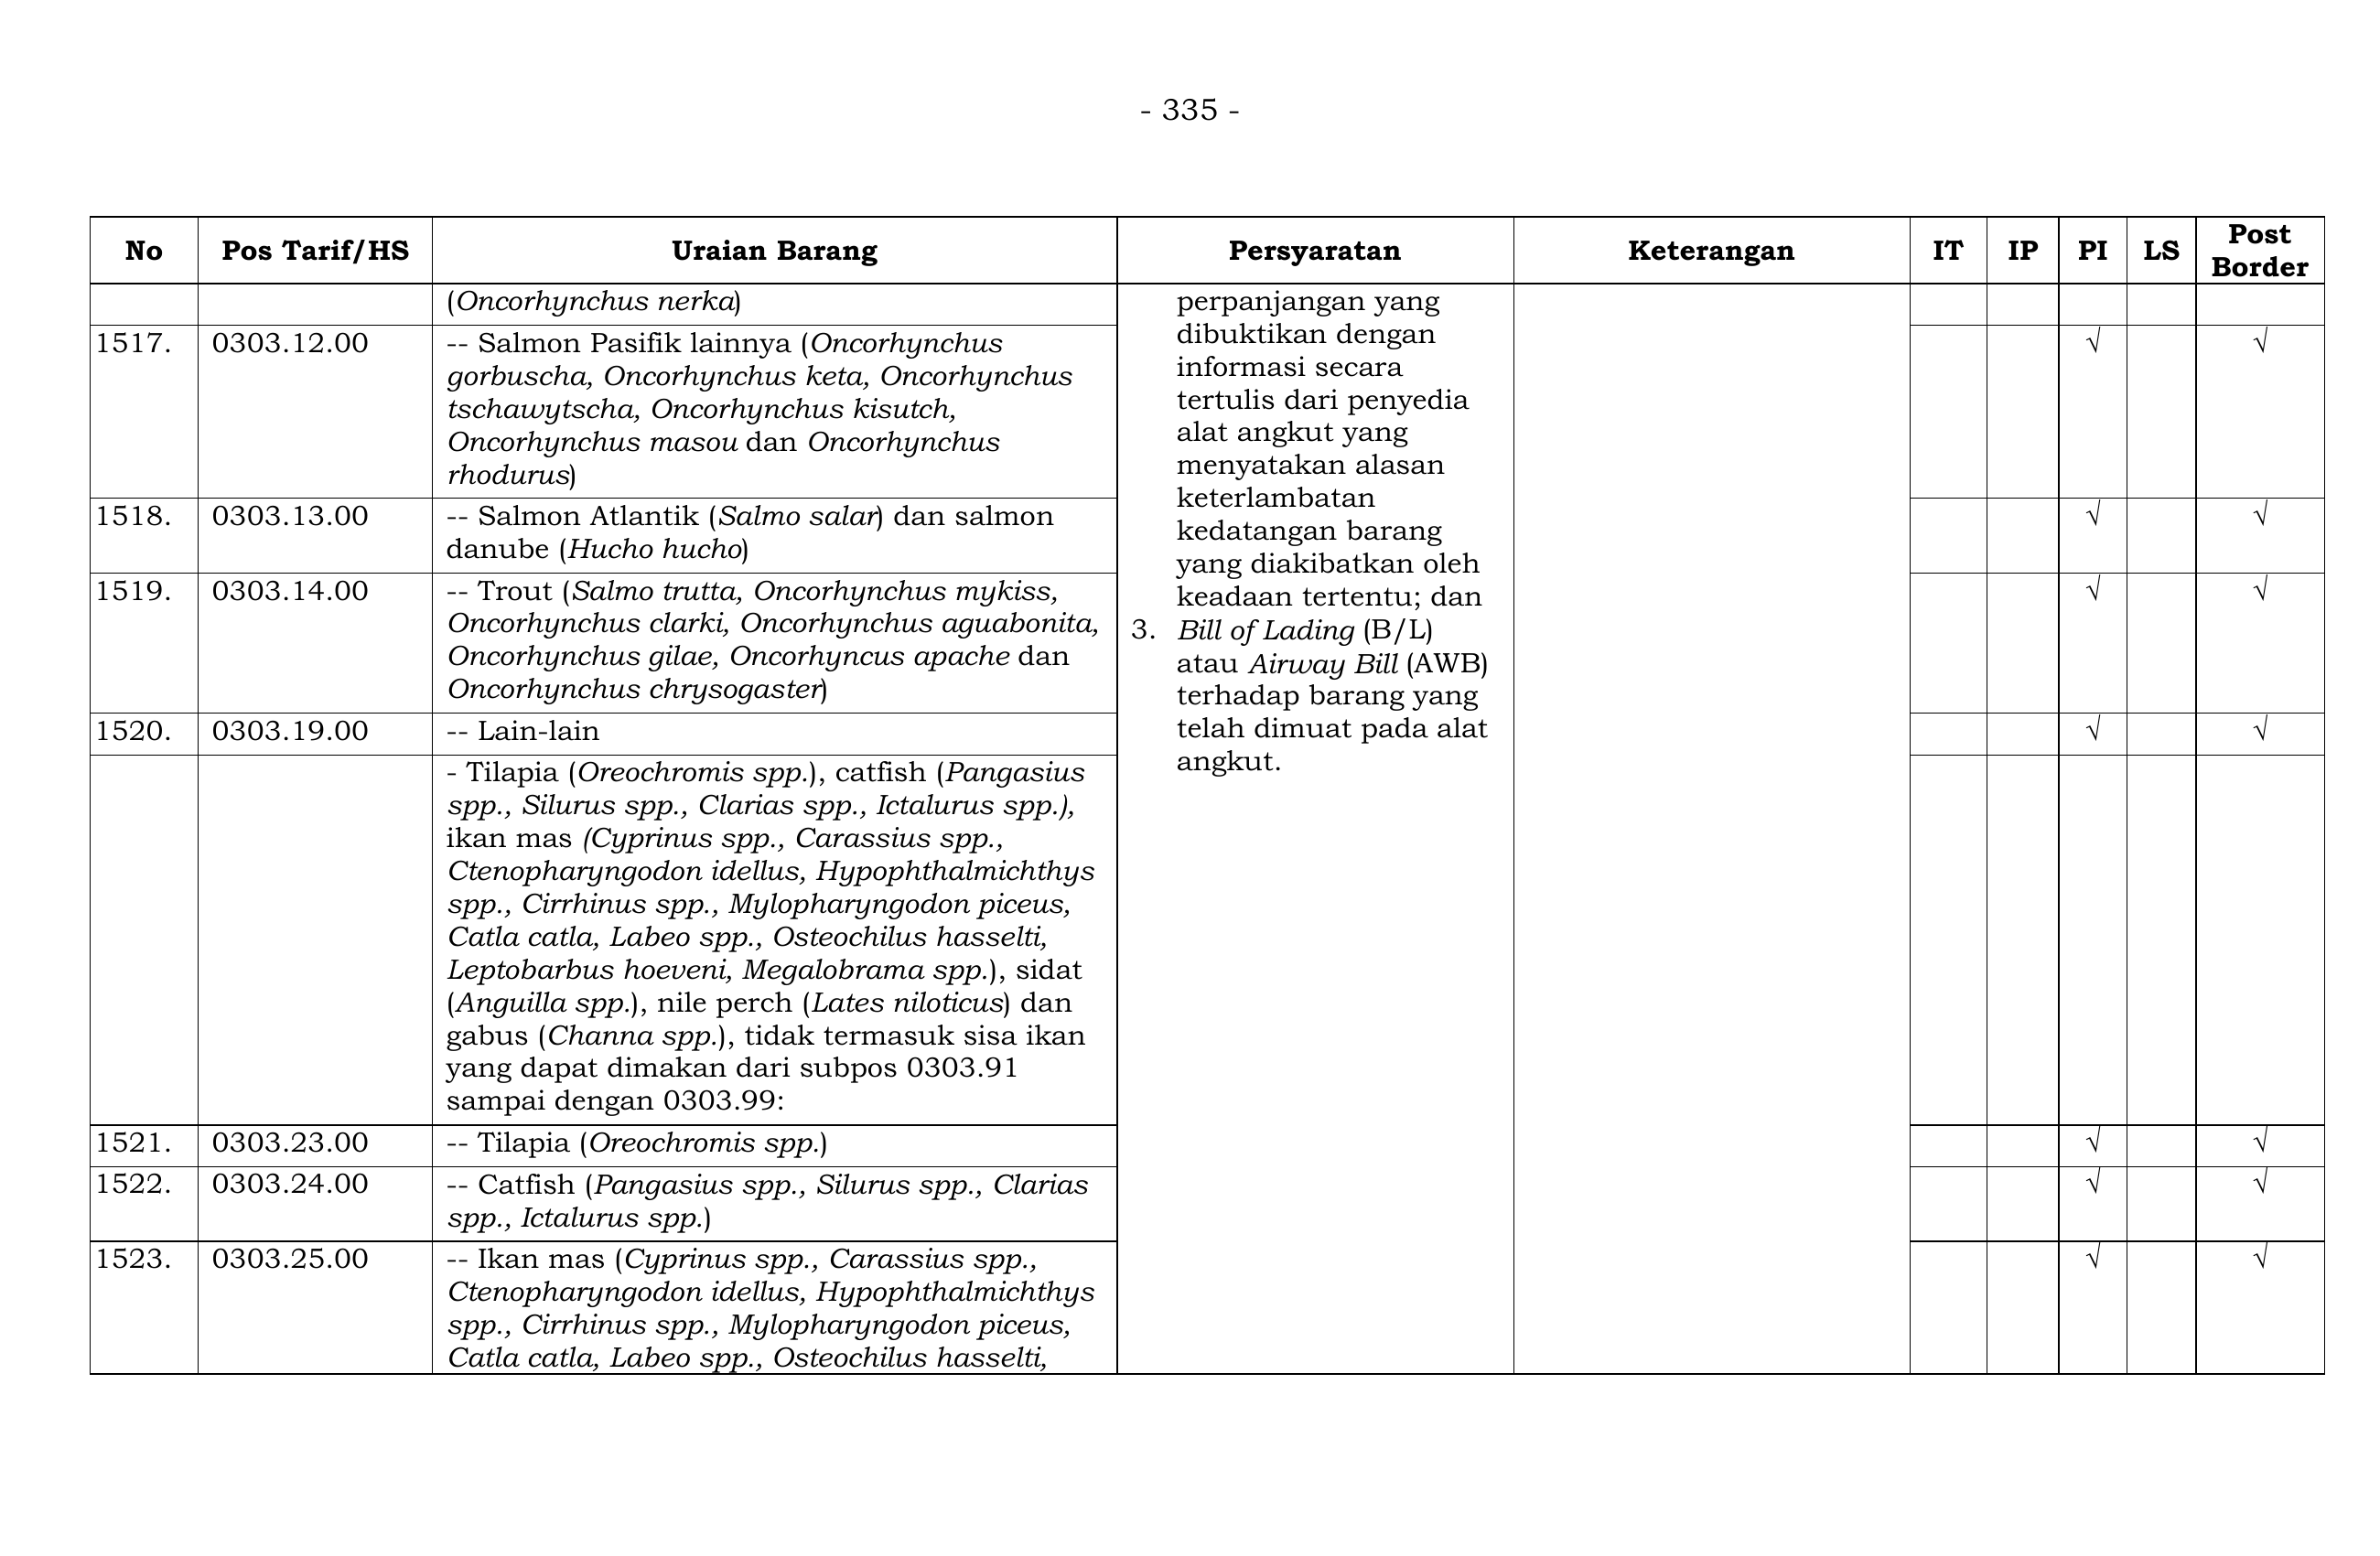 - 335 -
No Pos Tarif/HS Uraian Barang Persyaratan Keterangan IT IP PI LS Post Border
(Oncorhynchus nerka)
1517. 0303.12.00 -- Salmon Pasifik lainnya (Oncorhynchus
gorbuscha, Oncorhynchus keta, Oncorhynchus
tschawytscha, Oncorhynchus kisutch,
Oncorhynchus masou dan Oncorhynchus
rhodurus)
√ √
1518. 0303.13.00 -- Salmon Atlantik (Salmo salar) dan salmon
danube (Hucho hucho)
√ √
1519. 0303.14.00 -- Trout (Salmo trutta, Oncorhynchus mykiss,
Oncorhynchus clarki, Oncorhynchus aguabonita,
Oncorhynchus gilae, Oncorhyncus apache dan
Oncorhynchus chrysogaster)
√ √
1520. 0303.19.00 -- Lain-lain
√ √
- Tilapia (Oreochromis spp.), catfish (Pangasius
spp., Silurus spp., Clarias spp., Ictalurus spp.),
ikan mas (Cyprinus spp., Carassius spp.,
Ctenopharyngodon idellus, Hypophthalmichthys
spp., Cirrhinus spp., Mylopharyngodon piceus,
Catla catla, Labeo spp., Osteochilus hasselti,
Leptobarbus hoeveni, Megalobrama spp.), sidat
(Anguilla spp.), nile perch (Lates niloticus) dan
gabus (Channa spp.), tidak termasuk sisa ikan
yang dapat dimakan dari subpos 0303.91
sampai dengan 0303.99:
1521. 0303.23.00 -- Tilapia (Oreochromis spp.)
√ √
1522. 0303.24.00 -- Catfish (Pangasius spp., Silurus spp., Clarias
spp., Ictalurus spp.)
√ √
1523. 0303.25.00 -- Ikan mas (Cyprinus spp., Carassius spp.,
Ctenopharyngodon idellus, Hypophthalmichthys
spp., Cirrhinus spp., Mylopharyngodon piceus,
Catla catla, Labeo spp., Osteochilus hasselti,
√ √
perpanjangan yang
dibuktikan dengan
informasi secara
tertulis dari penyedia
alat angkut yang
menyatakan alasan
keterlambatan
kedatangan barang
yang diakibatkan oleh
keadaan tertentu; dan
3. Bill of Lading (B/L)
atau Airway Bill (AWB)
terhadap barang yang
telah dimuat pada alat
angkut.